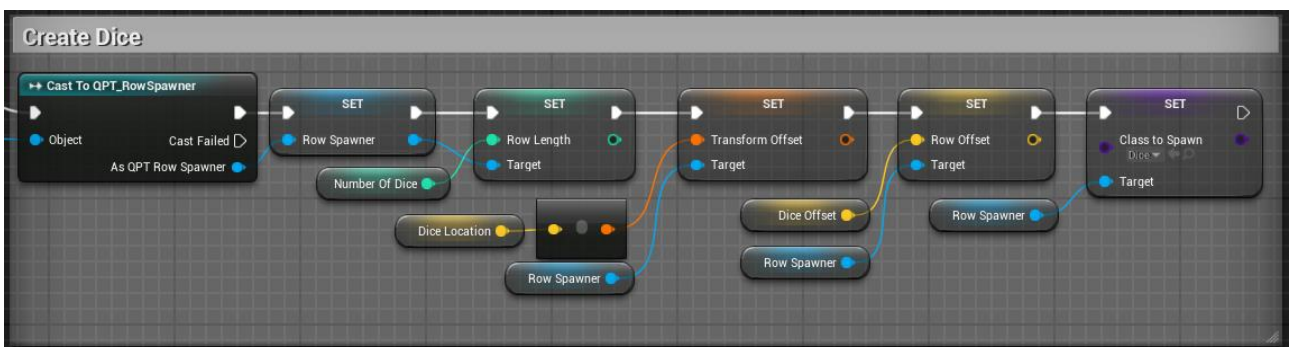 Create Dice
Cast To QPT_RowSpawner
Object
Cast Failed
As QPT Row Spawner
SET
Row Spawner
Number Of Dice
SET
Row Length
Target
Dice Location
Row Spawner
SET
Transform Offset
Target
Dice Offset
Row Spawner
SET
Row Offset
Target
Row Spawner
SET
Class to Spawn
Dice
Target